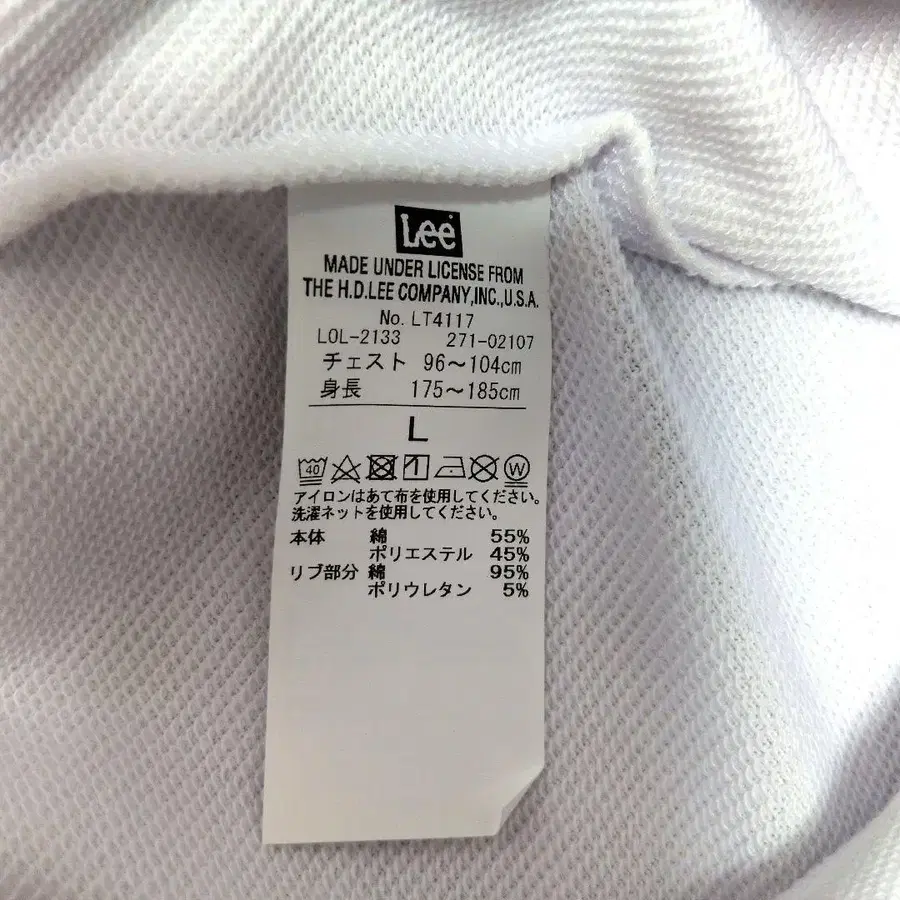 Lee
MADE UNDER LICENSE FROM
THE H.D.LEE COMPANY,INC.,U.S.A.
No. LT4117
LOL-2133 271-02107
チェスト 96～104cm
身長 175～185cm
L
40 W
アイロンはあて布を使用してください。
洗濯ネットを使用してください。
本体 綿 55%
ポリエステル 45%
リブ部分 綿 95%
ポリウレタン 5%